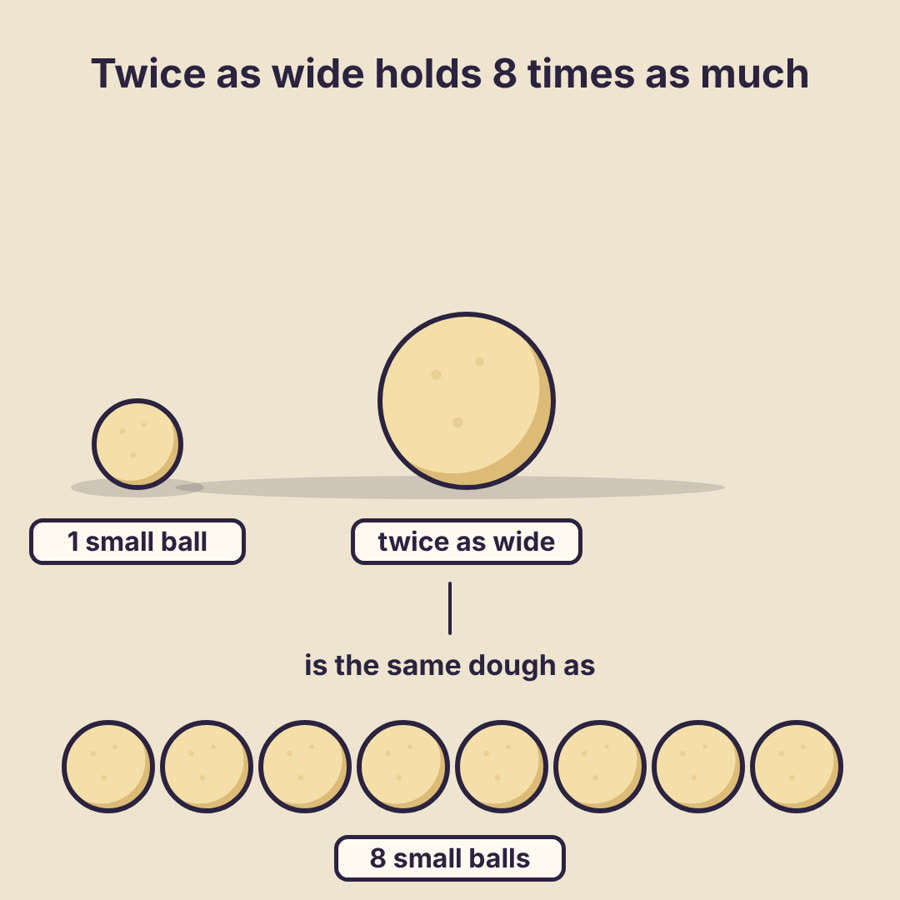 Twice as wide holds 8 times as much
1 small ball
twice as wide
is the same dough as
8 small balls